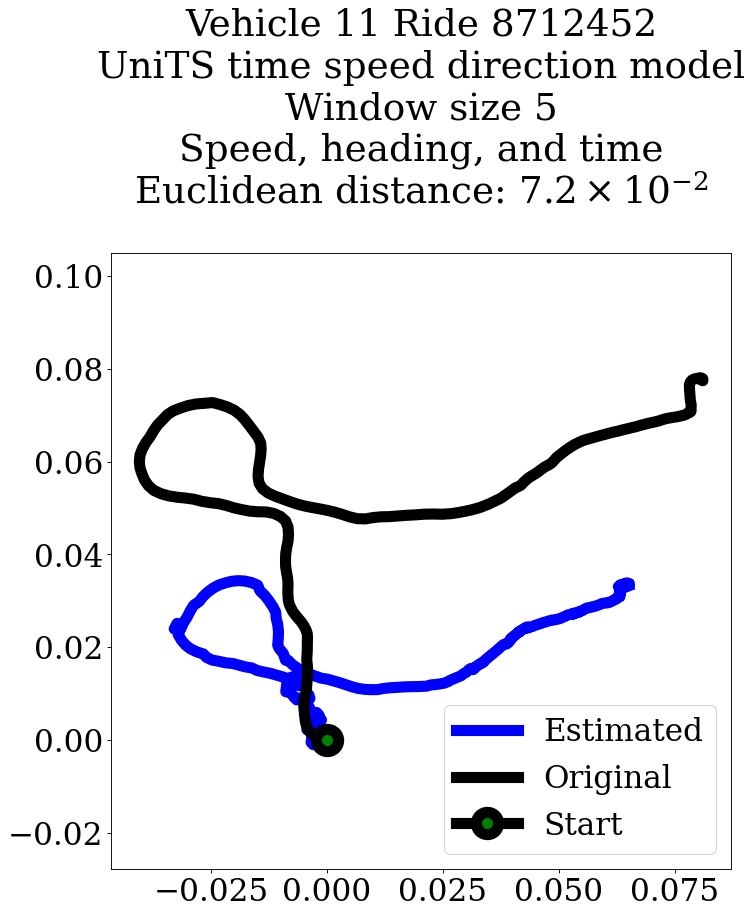 Vehicle 11 Ride 8712452
UniTS time speed direction model
Window size 5
Speed, heading, and time
Euclidean distance: 7.2 × 10⁻²
0.10
0.08
0.06
0.04
0.02
0.00
−0.02
Estimated
Original
Start
−0.025 0.000 0.025 0.050 0.075